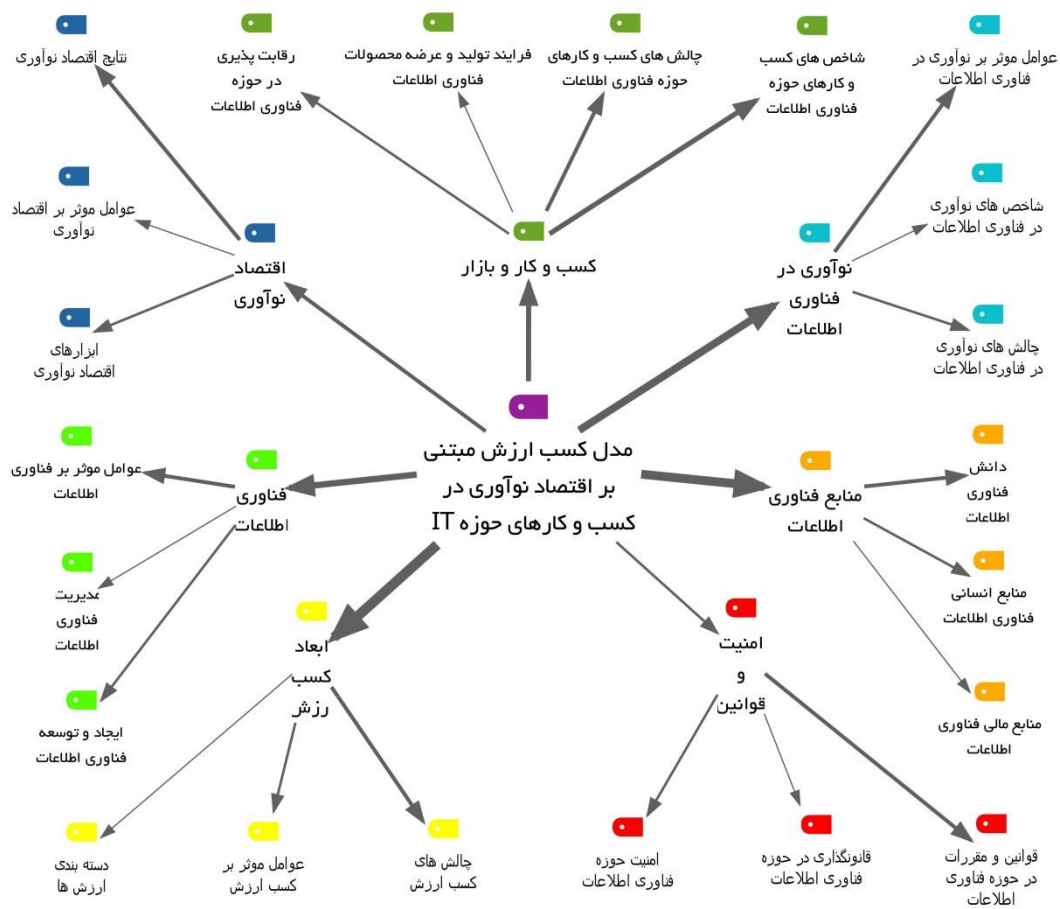 عوامل موثر بر نوآوری در
فناوری اطلاعات
شاخص های کسب
و کارهای حوزه
فناوری اطلاعات
چالش های کسب و کارهای
حوزه فناوری اطلاعات
فرایند تولید و عرضه محصولات
فناوری اطلاعات
رقابت پذیری
در حوزه
فناوری اطلاعات
نتایج اقتصاد نوآوری
شاخص های نوآوری
در فناوری اطلاعات
عوامل موثر بر اقتصاد
نوآوری
نوآوری در
فناوری
اطلاعات
کسب و کار و بازار
اقتصاد
نوآوری
چالش های نوآوری
در فناوری اطلاعات
ابزارهای
اقتصاد نوآوری
مدل کسب ارزش مبتنی
بر اقتصاد نوآوری در
کسب و کارهای حوزه IT
دانش
فناوری
اطلاعات
منابع فناوری
اطلاعات
فناوری
اطلاعات
عوامل موثر بر فناوری
اطلاعات
منابع انسانی
فناوری اطلاعات
مدیریت
فناوری
اطلاعات
امنیت
و
قوانین
ابعاد
کسب
رزش
منابع مالی فناوری
اطلاعات
ایجاد و توسعه
فناوری اطلاعات
قوانین و مقررات
در حوزه فناوری
اطلاعات
قانونگذاری در حوزه
فناوری اطلاعات
امنیت حوزه
فناوری اطلاعات
چالش های
کسب ارزش
عوامل موثر بر
کسب ارزش
دسته بندی
ارزش ها